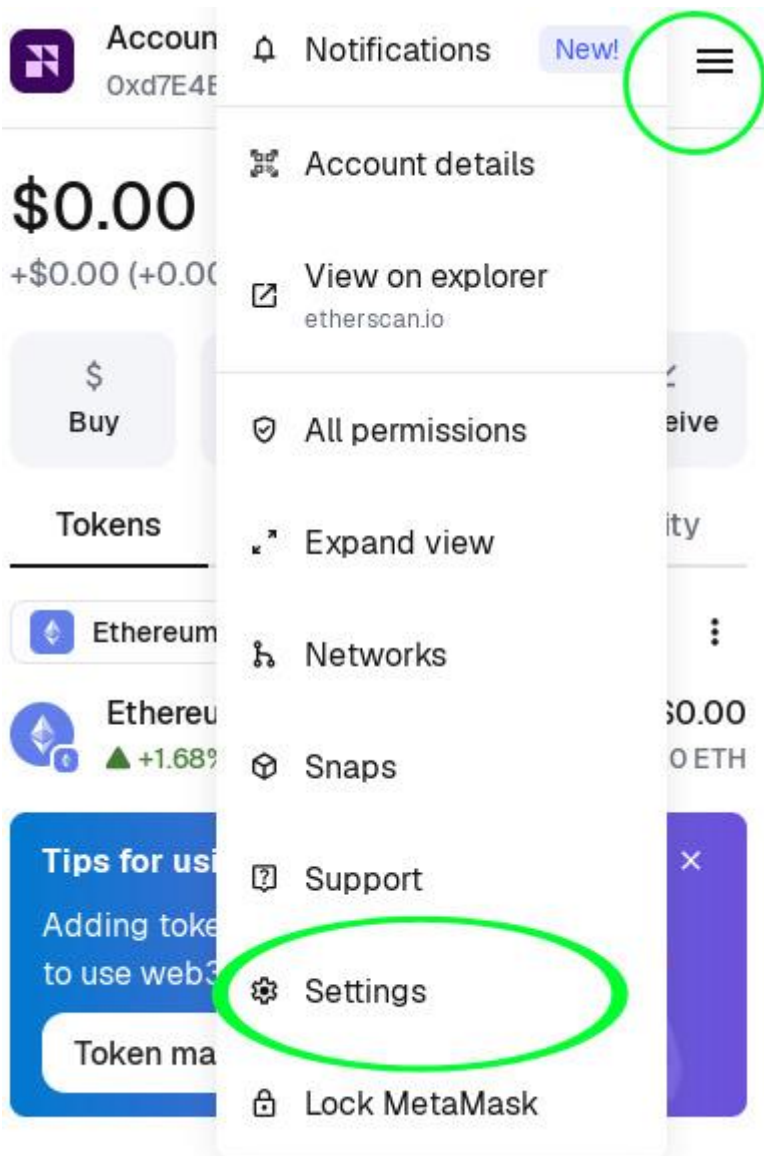 Accoun
0xd7E4E
Notifications New!
Account details
$0.00
+$0.00 (+0.00
View on explorer
etherscan.io
$
Buy
eive
All permissions
Tokens
ity
Expand view
Ethereum
Networks
Ethereu
$0.00
+1.68%
0 ETH
Snaps
Tips for usi
Support
Adding toke
to use web3
Settings
Token ma
Lock MetaMask